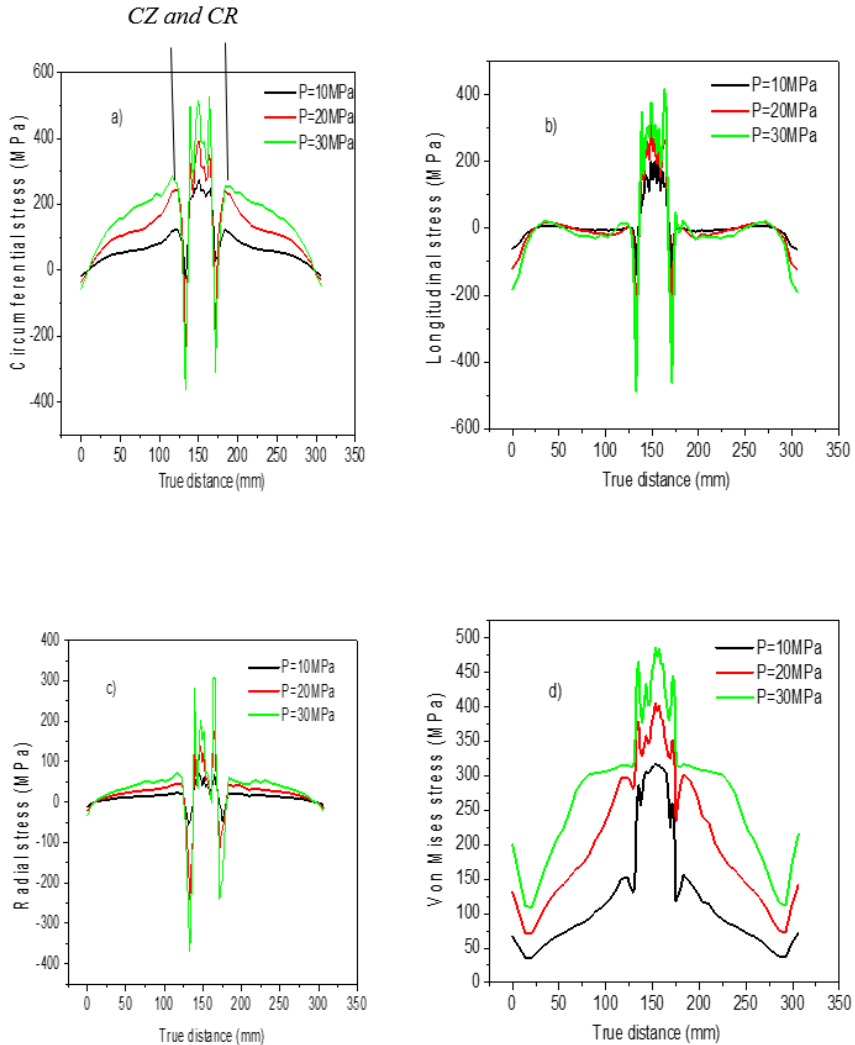 CZ and CR
a)
P=10MPa
P=20MPa
P=30MPa
600
400
200
0
-200
-400
Circumferential stress (MPa)
0 50 100 150 200 250 300 350
True distance (mm)
b)
P=10MPa
P=20MPa
P=30MPa
400
200
0
-200
-400
-600
Longitudinal stress (MPa)
0 50 100 150 200 250 300 350
True distance (mm)
c)
P=10MPa
P=20MPa
P=30MPa
400
300
200
100
0
-100
-200
-300
-400
Radial stress (MPa)
0 50 100 150 200 250 300 350
True distance (mm)
d)
P=10MPa
P=20MPa
P=30MPa
500
450
400
350
300
250
200
150
100
50
0
Von Mises stress (MPa)
0 50 100 150 200 250 300 350
True distance (mm)